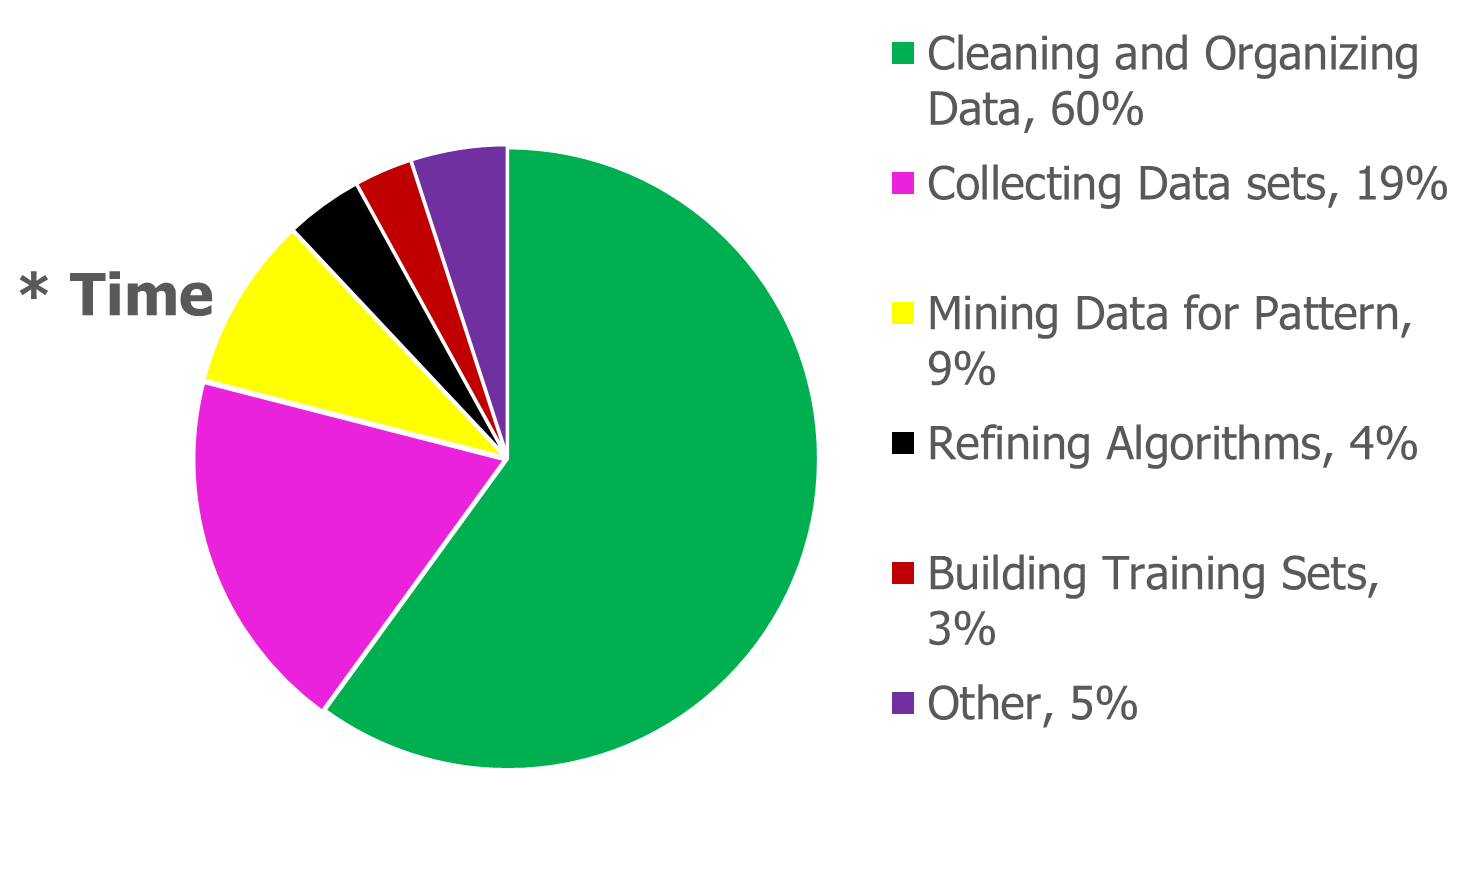 * Time
Cleaning and Organizing
Data, 60%
Collecting Data sets, 19%
Mining Data for Pattern,
9%
Refining Algorithms, 4%
Building Training Sets,
3%
Other, 5%